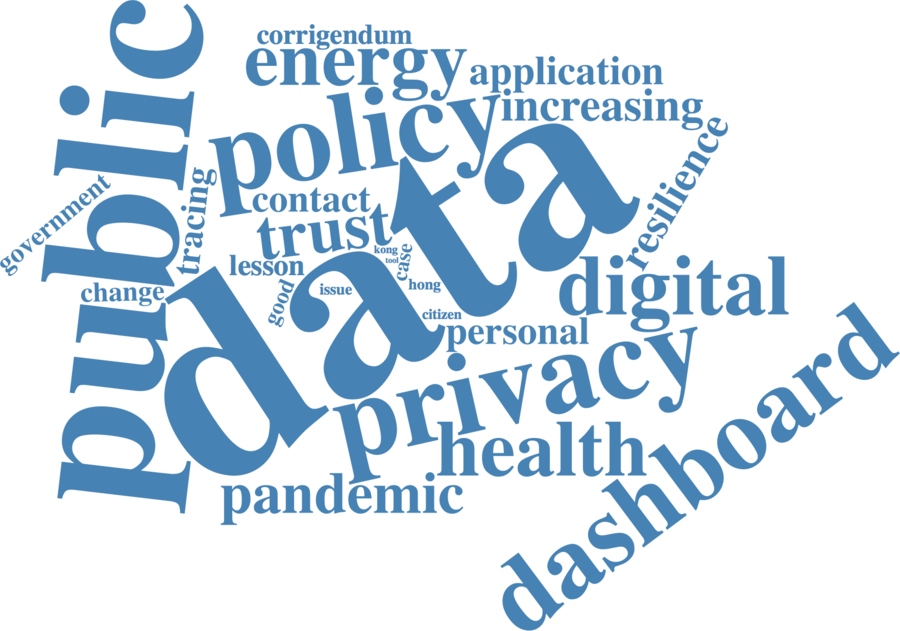 public
corrigendum
energy
application
policy
increasing
data
resilience
government
tracing
contact
trust
kong
tool
case
lesson
hong
good
issue
change
citizen
digital
personal
privacy
health
dashboard
pandemic